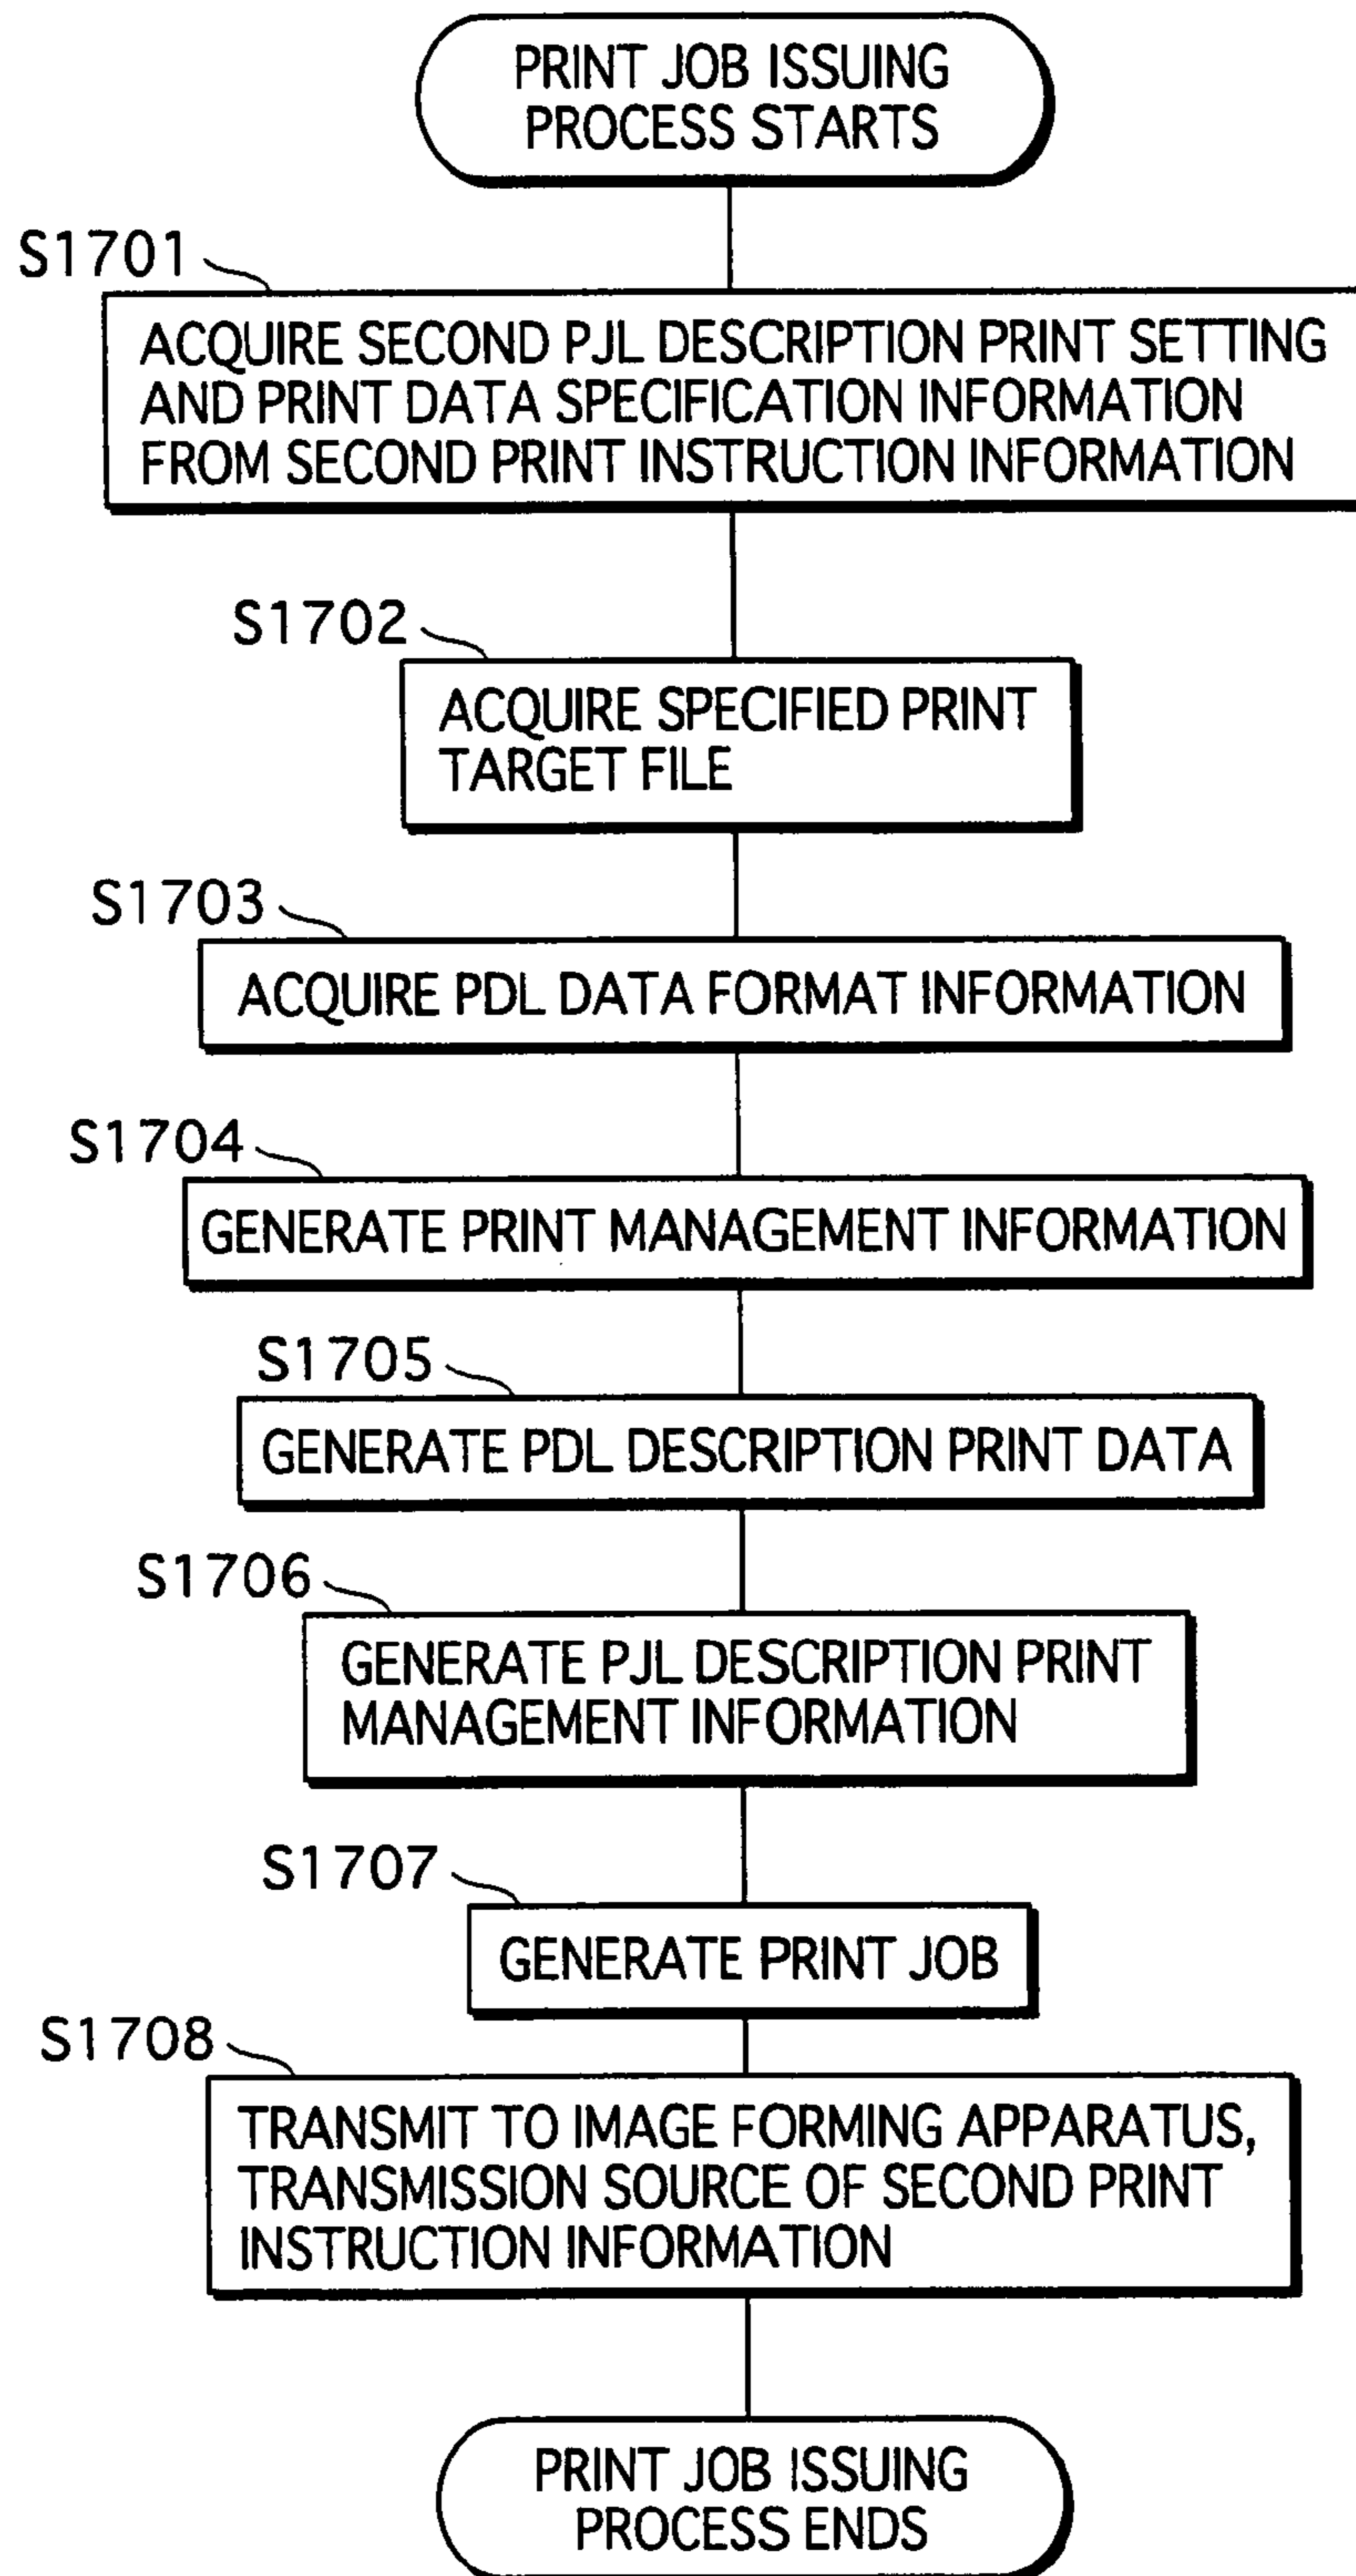 PRINT JOB ISSUING
PROCESS STARTS
S1701
ACQUIRE SECOND PJL DESCRIPTION PRINT SETTING
AND PRINT DATA SPECIFICATION INFORMATION
FROM SECOND PRINT INSTRUCTION INFORMATION
S1702
ACQUIRE SPECIFIED PRINT
TARGET FILE
S1703
ACQUIRE PDL DATA FORMAT INFORMATION
S1704
GENERATE PRINT MANAGEMENT INFORMATION
S1705
GENERATE PDL DESCRIPTION PRINT DATA
S1706
GENERATE PJL DESCRIPTION PRINT
MANAGEMENT INFORMATION
S1707
GENERATE PRINT JOB
S1708
TRANSMIT TO IMAGE FORMING APPARATUS,
TRANSMISSION SOURCE OF SECOND PRINT
INSTRUCTION INFORMATION
PRINT JOB ISSUING
PROCESS ENDS